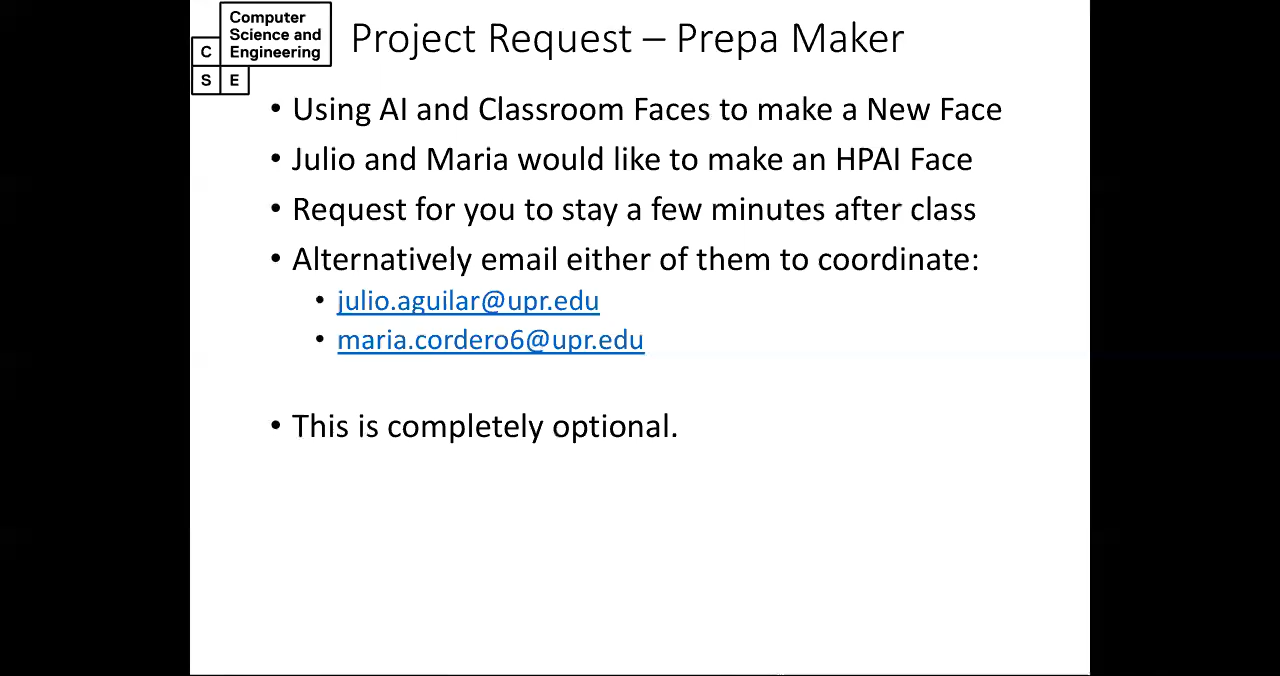 Computer
Science and
Engineering
C
S E
Project Request – Prepa Maker
• Using AI and Classroom Faces to make a New Face
• Julio and Maria would like to make an HPAI Face
• Request for you to stay a few minutes after class
• Alternatively email either of them to coordinate:
• julio.aguilar@upr.edu
• maria.cordero6@upr.edu
• This is completely optional.